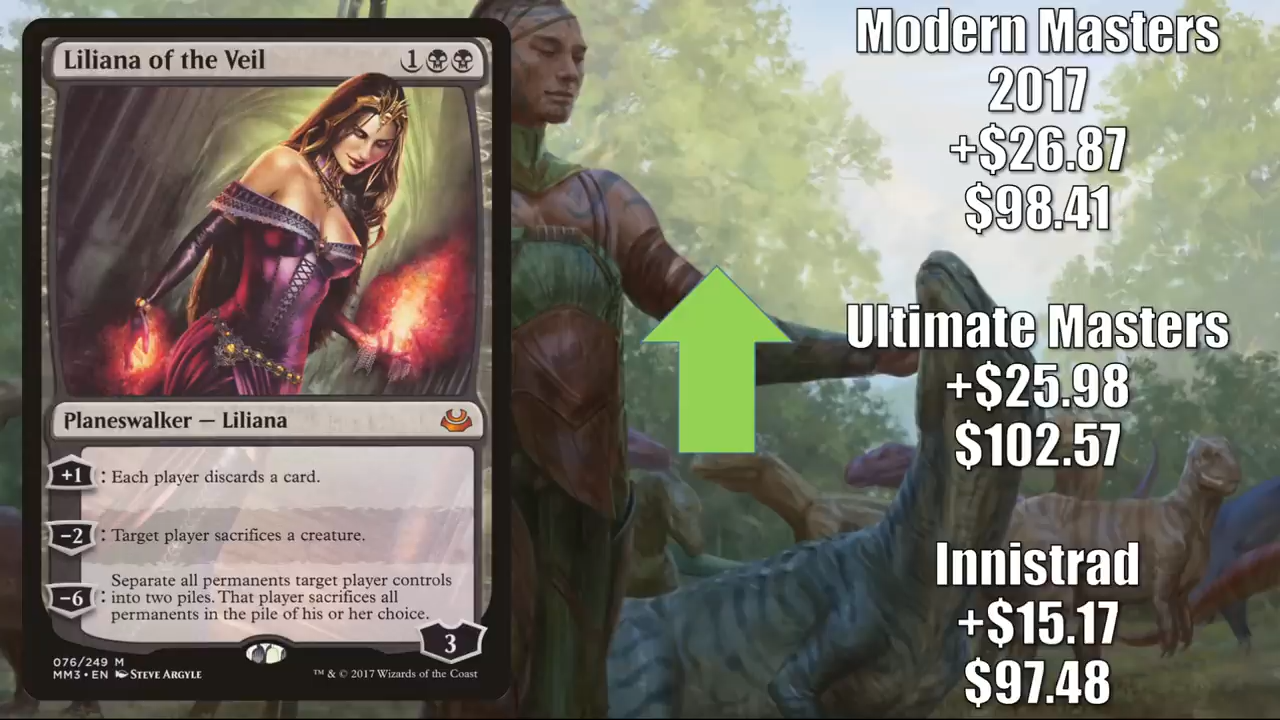 Liliana of the Veil 1
Planeswalker — Liliana
+1 : Each player discards a card.
−2 : Target player sacrifices a creature.
−6 : Separate all permanents target player controls
into two piles. That player sacrifices all
permanents in the pile of his or her choice.
3
076/249 M
MM3 • EN STEVE ARGYLE
™ & © 2017 Wizards of the Coast
Modern Masters
2017
+$26.87
$98.41
Ultimate Masters
+$25.98
$102.57
Innistrad
+$15.17
$97.48